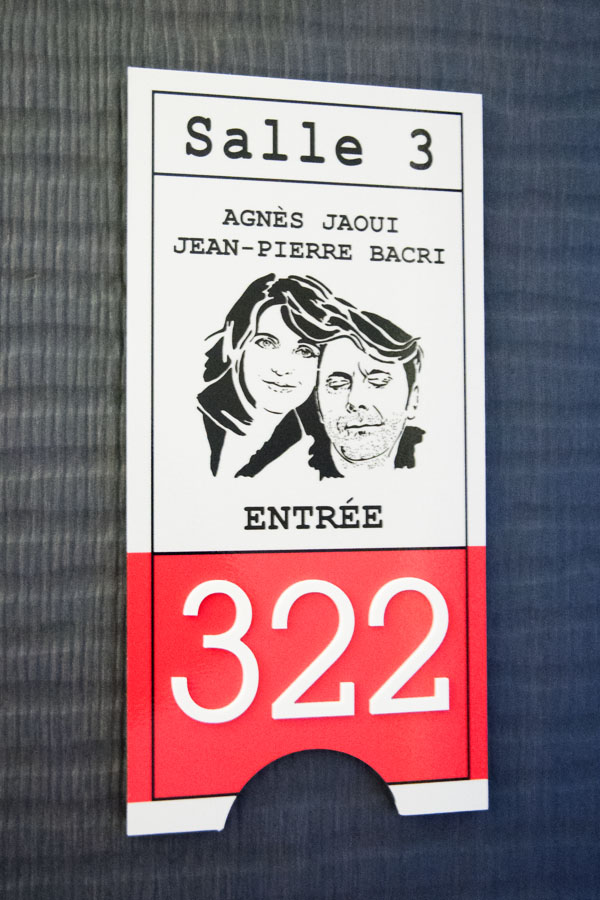 Salle 3
AGNÈS JAOUI
JEAN-PIERRE BACRI
ENTRÉE
322